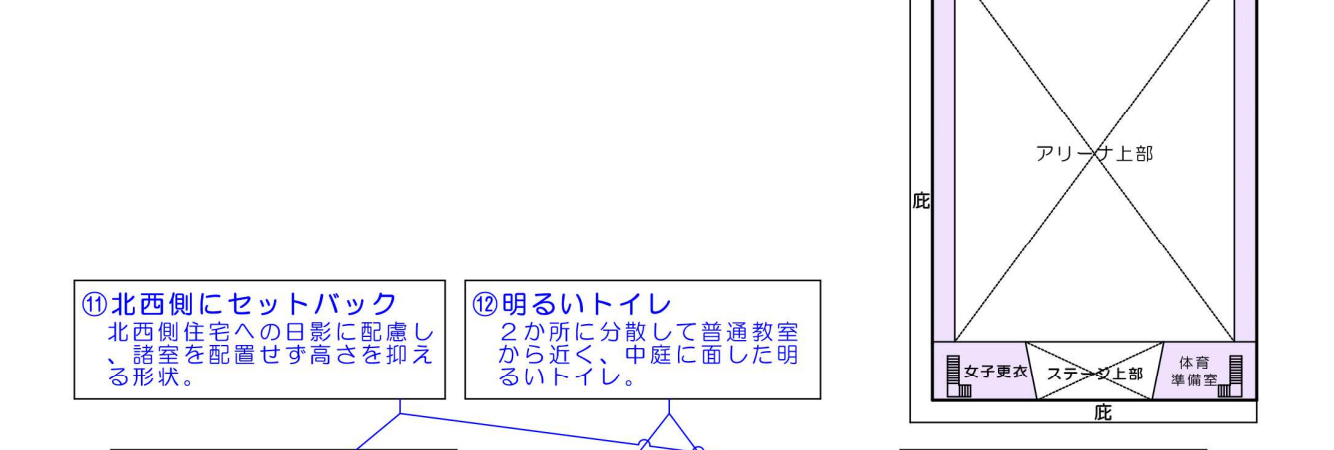 アリーナ上部
庇
⑪北西側にセットバック
北西側住宅への日影に配慮し
、諸室を配置せず高さを抑え
る形状。
⑫明るいトイレ
２か所に分散して普通教室
から近く、中庭に面した明
るいトイレ。
女子更衣
ステージ上部
体育
準備室
庇